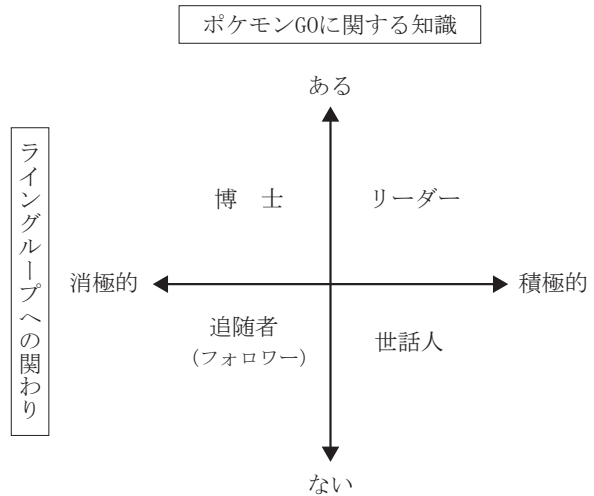 ポケモンGOに関する知識
ある
ライングループへの関わり
博　士
リーダー
消極的
積極的
追随者
(フォロワー)
世話人
ない